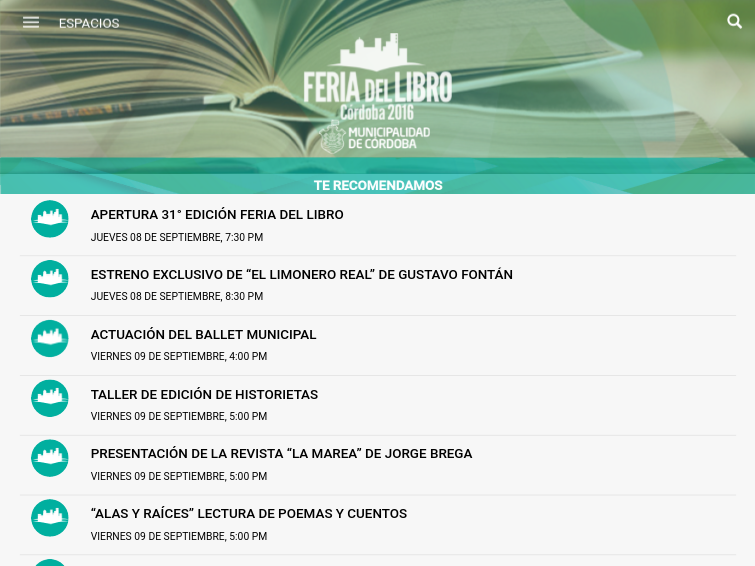 ESPACIOS
FERIA DEL LIBRO
Córdoba 2016
MUNICIPALIDAD
DE CÓRDOBA
TE RECOMENDAMOS
APERTURA 31° EDICIÓN FERIA DEL LIBRO
JUEVES 08 DE SEPTIEMBRE, 7:30 PM
ESTRENO EXCLUSIVO DE “EL LIMONERO REAL” DE GUSTAVO FONTÁN
JUEVES 08 DE SEPTIEMBRE, 8:30 PM
ACTUACIÓN DEL BALLET MUNICIPAL
VIERNES 09 DE SEPTIEMBRE, 4:00 PM
TALLER DE EDICIÓN DE HISTORIETAS
VIERNES 09 DE SEPTIEMBRE, 5:00 PM
PRESENTACIÓN DE LA REVISTA “LA MAREA” DE JORGE BREGA
VIERNES 09 DE SEPTIEMBRE, 5:00 PM
“ALAS Y RAÍCES” LECTURA DE POEMAS Y CUENTOS
VIERNES 09 DE SEPTIEMBRE, 5:00 PM